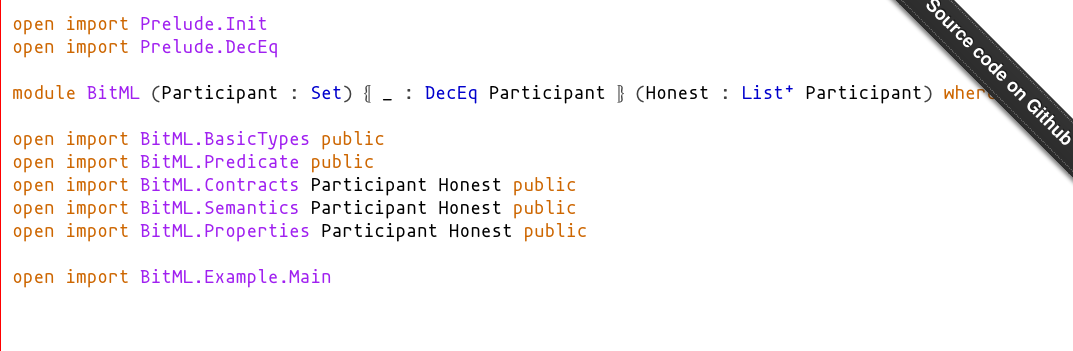 open import Prelude.Init
open import Prelude.DecEq
module BitML (Participant : Set) ⦃ _ : DecEq Participant ⦄ (Honest : List⁺ Participant) where
open import BitML.BasicTypes public
open import BitML.Predicate public
open import BitML.Contracts Participant Honest public
open import BitML.Semantics Participant Honest public
open import BitML.Properties Participant Honest public
open import BitML.Example.Main
Source code on Github